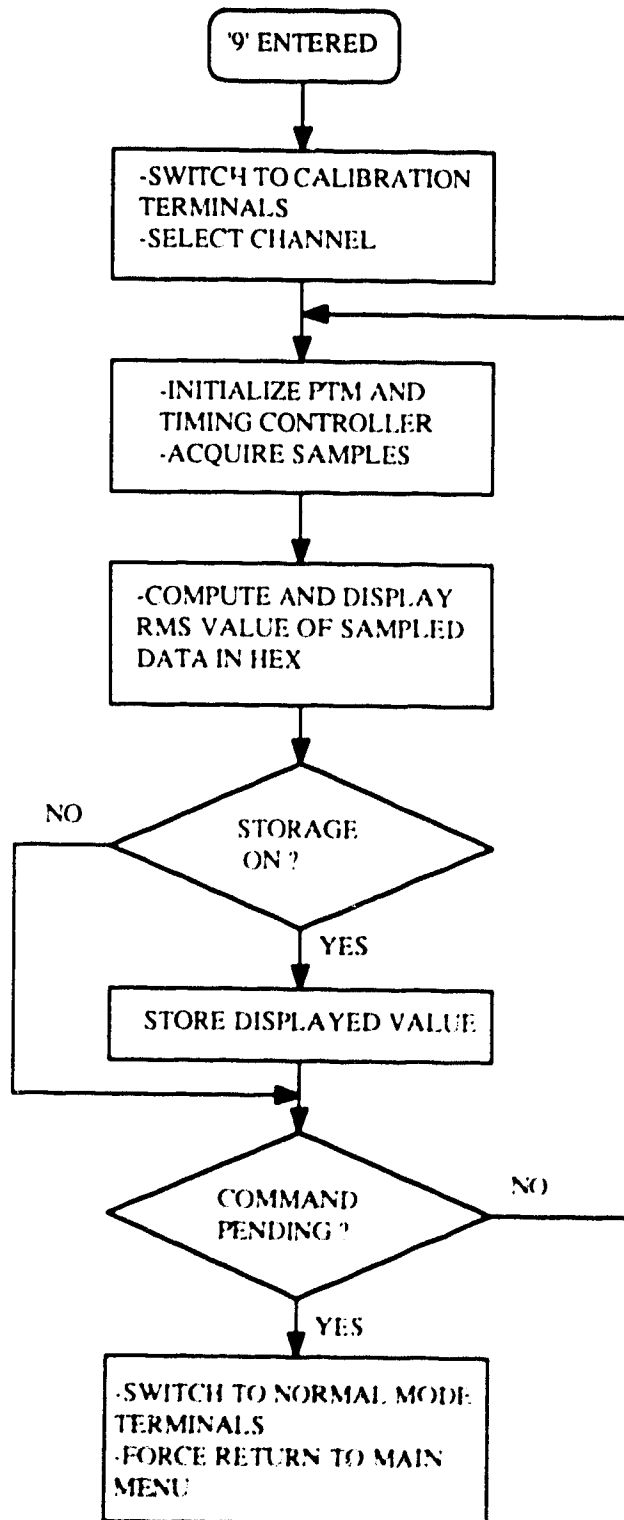 '9' ENTERED
-SWITCH TO CALIBRATION
TERMINALS
-SELECT CHANNEL
-INITIALIZE PTM AND
TIMING CONTROLLER
-ACQUIRE SAMPLES
-COMPUTE AND DISPLAY
RMS VALUE OF SAMPLED
DATA IN HEX
NO
STORAGE
ON ?
YES
STORE DISPLAYED VALUE
COMMAND
PENDING ?
NO
YES
-SWITCH TO NORMAL MODE
TERMINALS
-FORCE RETURN TO MAIN
MENU